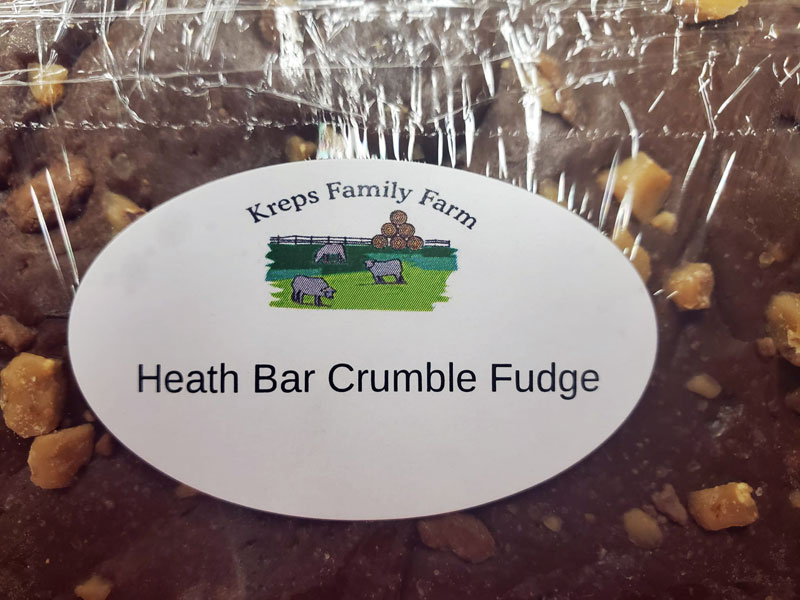 Kreps Family Farm
Heath Bar Crumble Fudge